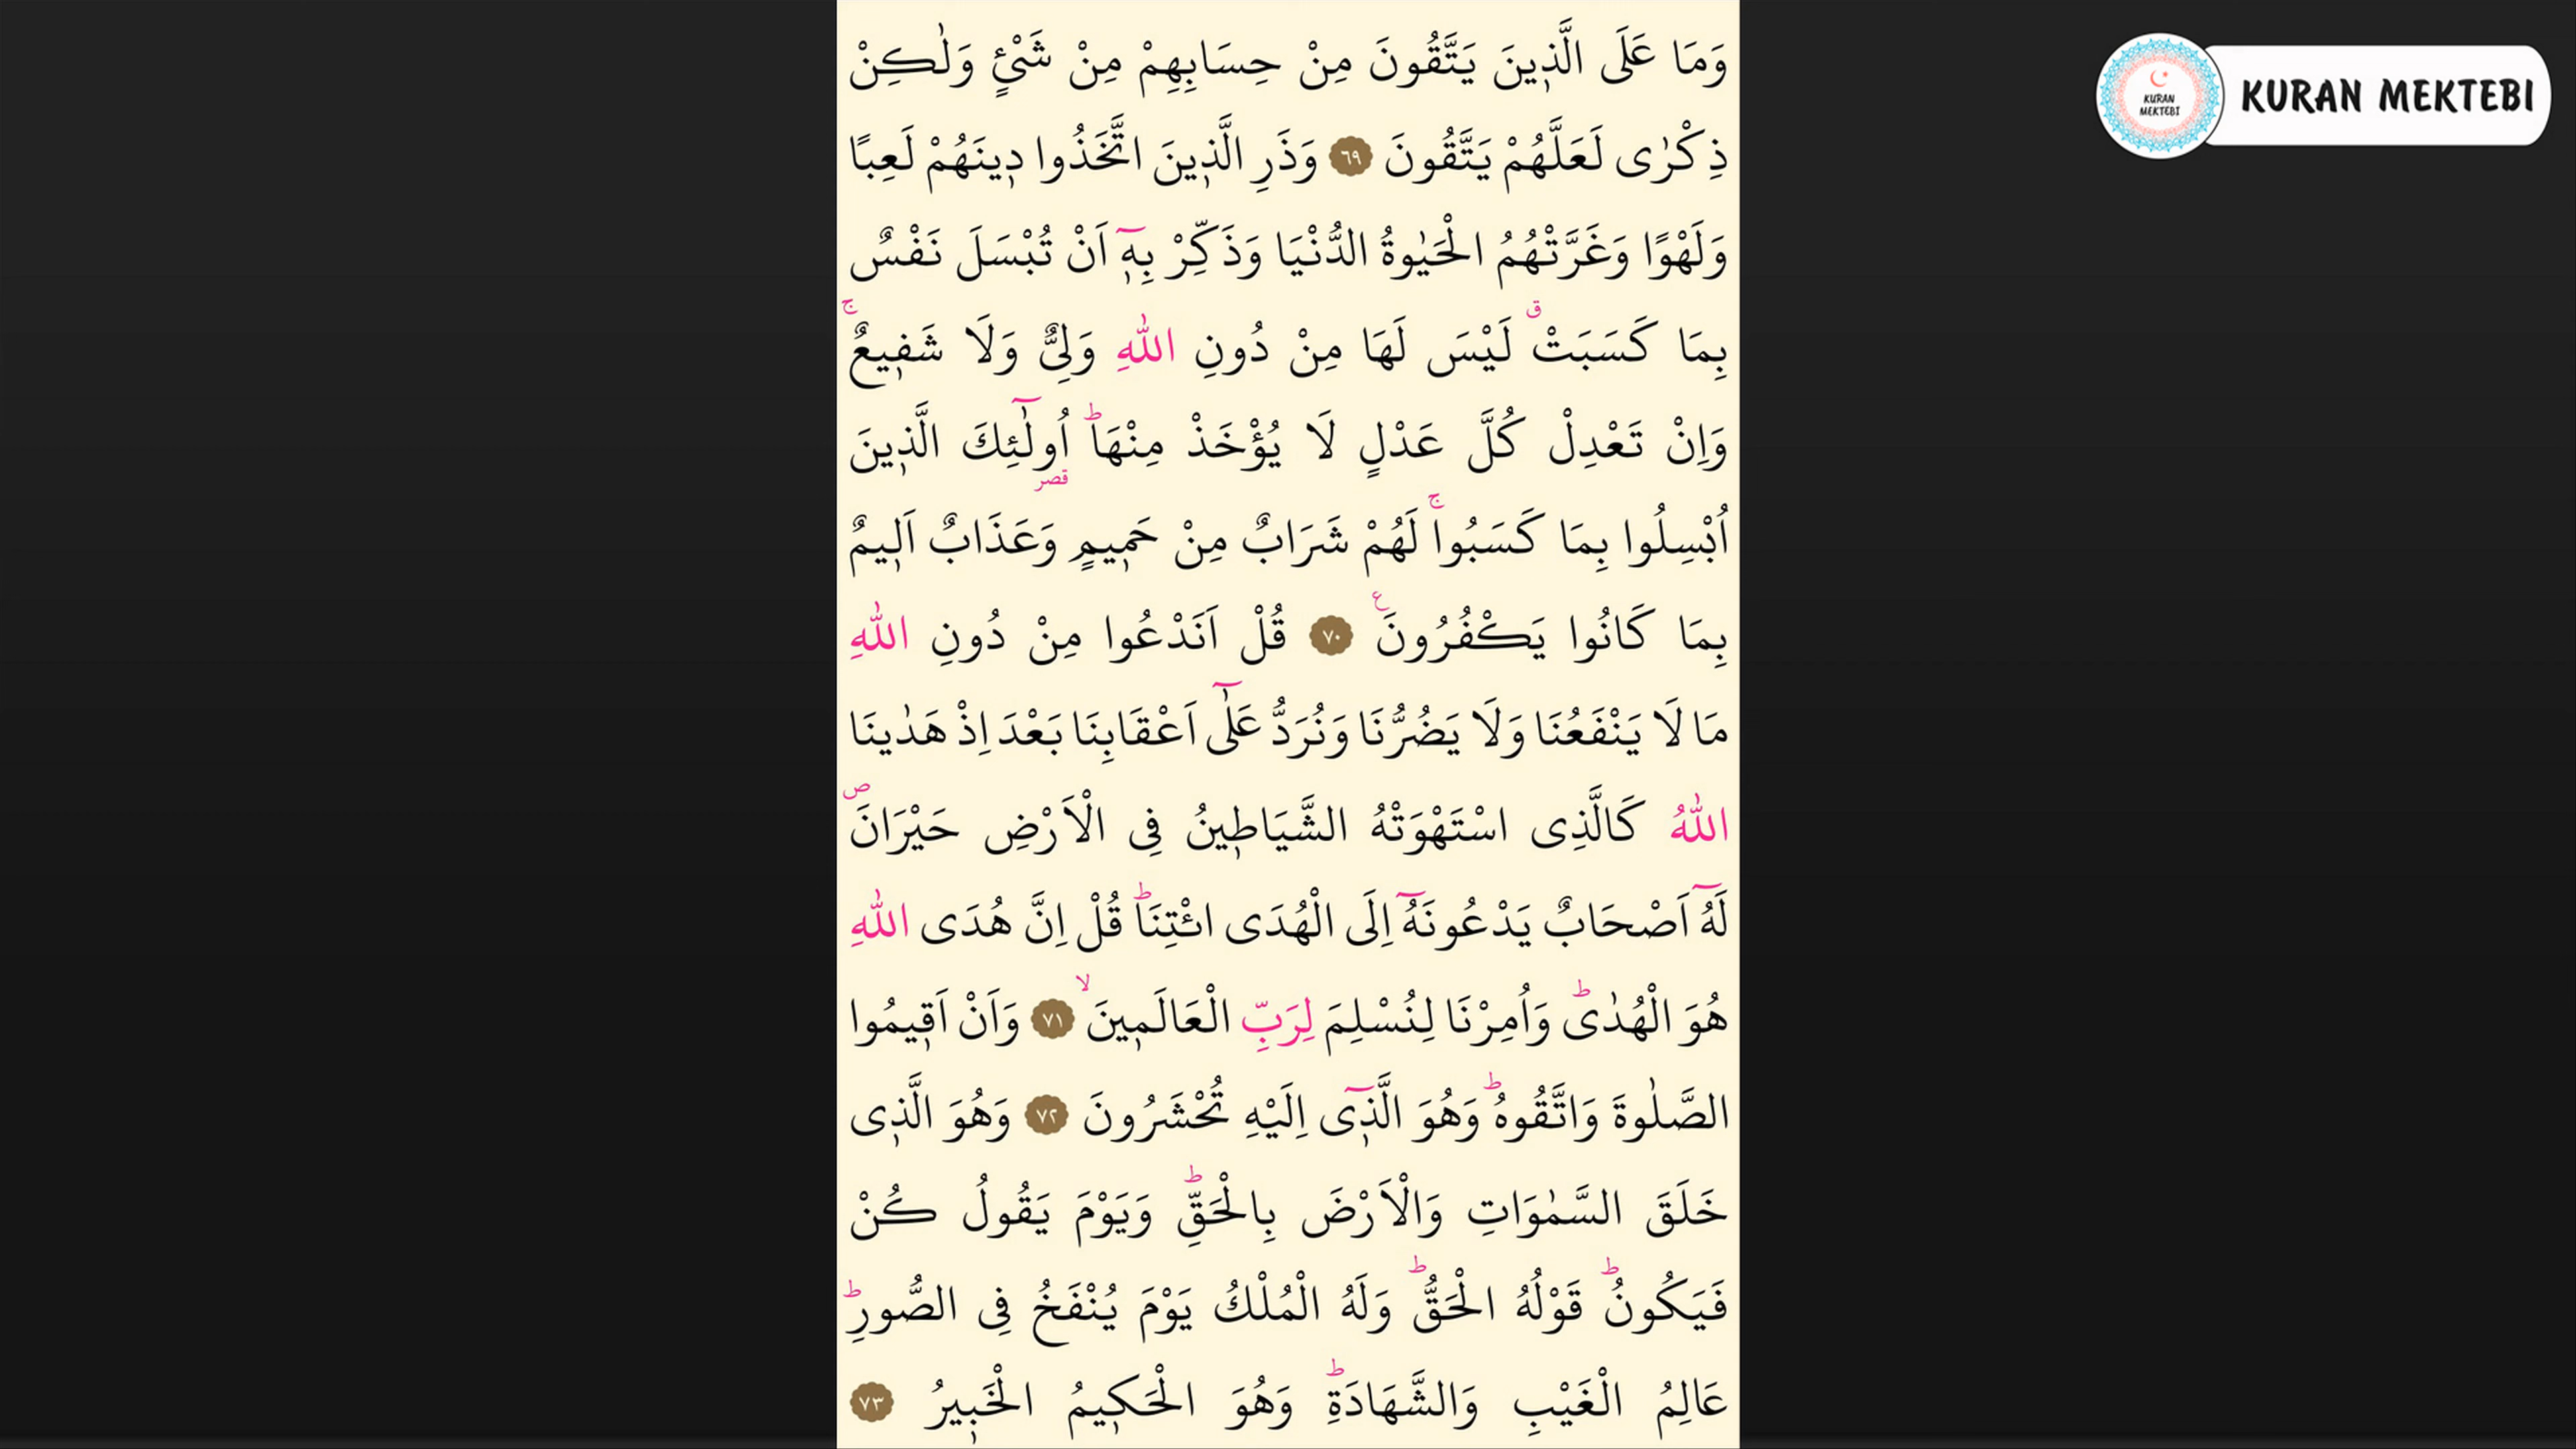 وَمَا عَلَى الَّذ۪ينَ يَتَّقُونَ مِنْ حِسَابِهِمْ مِنْ شَيْءٍ وَلٰكِنْ
ذِكْرٰى لَعَلَّهُمْ يَتَّقُونَ ﴿٦٩﴾ وَذَرِ الَّذ۪ينَ اتَّخَذُوا د۪ينَهُمْ لَعِبًا
وَلَهْوًا وَغَرَّتْهُمُ الْحَيٰوةُ الدُّنْيَا وَذَكِّرْ بِه۪ٓ اَنْ تُبْسَلَ نَفْسٌ
بِمَا كَسَبَتْۗ لَيْسَ لَهَا مِنْ دُونِ اللّٰهِ وَلِيٌّ وَلَا شَف۪يعٌۚ
وَاِنْ تَعْدِلْ كُلَّ عَدْلٍ لَا يُؤْخَذْ مِنْهَاۜ اُولٰٓئِكَ الَّذ۪ينَ
قصر
اُبْسِلُوا بِمَا كَسَبُواۚ لَهُمْ شَرَابٌ مِنْ حَم۪يمٍ وَعَذَابٌ اَل۪يمٌ
بِمَا كَانُوا يَكْفُرُونَ۟ ﴿٧٠﴾ قُلْ اَنَدْعُوا مِنْ دُونِ اللّٰهِ
مَا لَا يَنْفَعُنَا وَلَا يَضُرُّنَا وَنُرَدُّ عَلٰٓى اَعْقَابِنَا بَعْدَ اِذْ هَدٰينَا
اللّٰهُ كَالَّذِى اسْتَهْوَتْهُ الشَّيَاط۪ينُ فِى الْاَرْضِ حَيْرَانَۖ
لَهُٓ اَصْحَابٌ يَدْعُونَهُٓ اِلَى الْهُدَى ائْتِنَاۜ قُلْ اِنَّ هُدَى اللّٰهِ
هُوَ الْهُدٰىۜ وَاُمِرْنَا لِنُسْلِمَ لِرَبِّ الْعَالَم۪ينَۙ ﴿٧١﴾ وَاَنْ اَق۪يمُوا
الصَّلٰوةَ وَاتَّقُوهُۜ وَهُوَ الَّذ۪ٓى اِلَيْهِ تُحْشَرُونَ ﴿٧٢﴾ وَهُوَ الَّذ۪ى
خَلَقَ السَّمٰوَاتِ وَالْاَرْضَ بِالْحَقِّۜ وَيَوْمَ يَقُولُ كُنْ
فَيَكُونُۜ قَوْلُهُ الْحَقُّۜ وَلَهُ الْمُلْكُ يَوْمَ يُنْفَخُ فِى الصُّورِۜ
عَالِمُ الْغَيْبِ وَالشَّهَادَةِۜ وَهُوَ الْحَك۪يمُ الْخَب۪يرُ ﴿٧٣﴾
KURAN
MEKTEBI
KURAN MEKTEBI